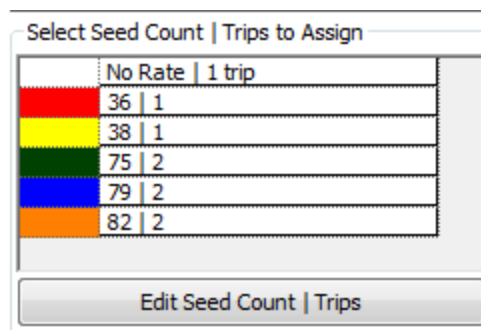 Select Seed Count | Trips to Assign
No Rate | 1 trip
36 | 1
38 | 1
75 | 2
79 | 2
82 | 2
Edit Seed Count | Trips